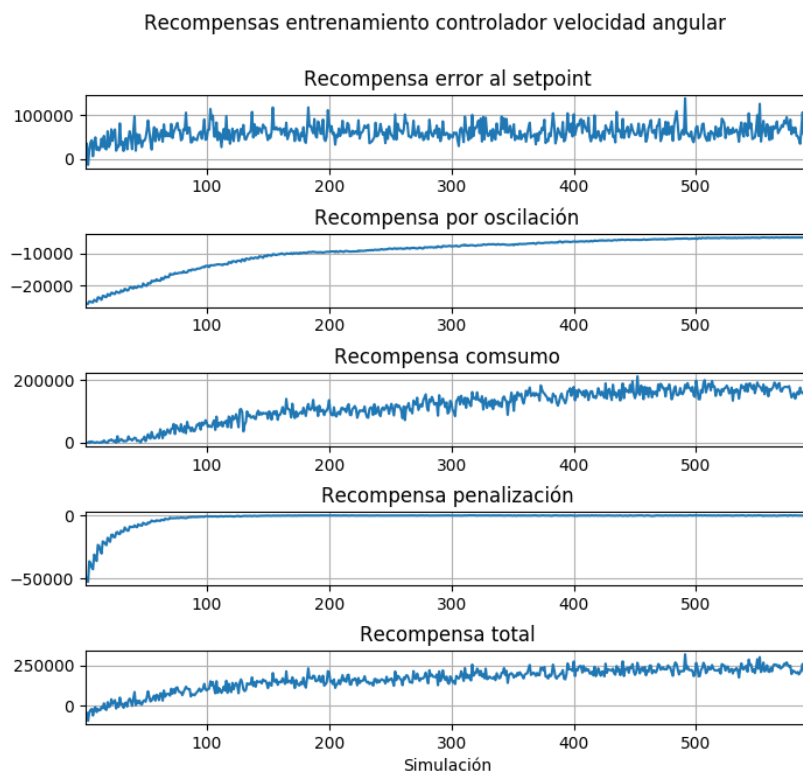 Recompensas entrenamiento controlador velocidad angular
Recompensa error al setpoint
100000
0
100 200 300 400 500
Recompensa por oscilación
−10000
−20000
100 200 300 400 500
Recompensa comsumo
200000
0
100 200 300 400 500
Recompensa penalización
0
−50000
100 200 300 400 500
Recompensa total
250000
0
100 200 300 400 500
Simulación